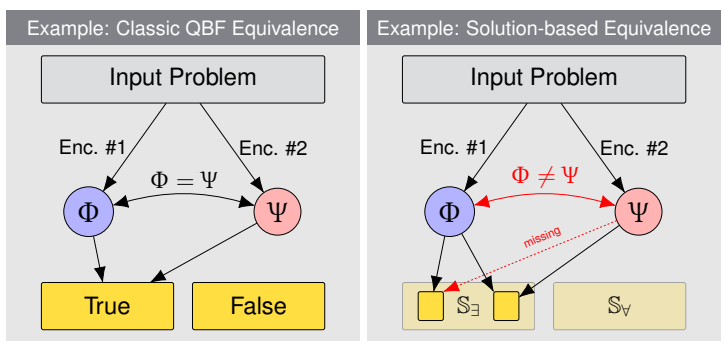 Example: Classic QBF Equivalence
Input Problem
Enc. #1
Enc. #2
Φ = Ψ
Φ
Ψ
True
False
Example: Solution-based Equivalence
Input Problem
Enc. #1
Enc. #2
Φ ≠ Ψ
Φ
Ψ
missing
𝕊∃
𝕊∀